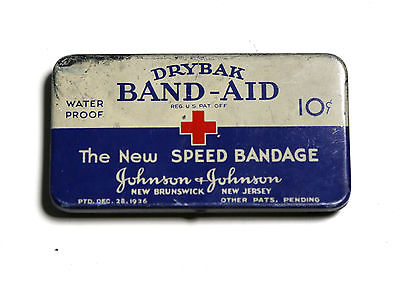 DRYBAK
BAND-AID
REG. U.S. PAT. OFF.
WATER
PROOF
10¢
The New SPEED BANDAGE
Johnson & Johnson
NEW BRUNSWICK NEW JERSEY
PTD. DEC. 28, 1926 OTHER PATS. PENDING